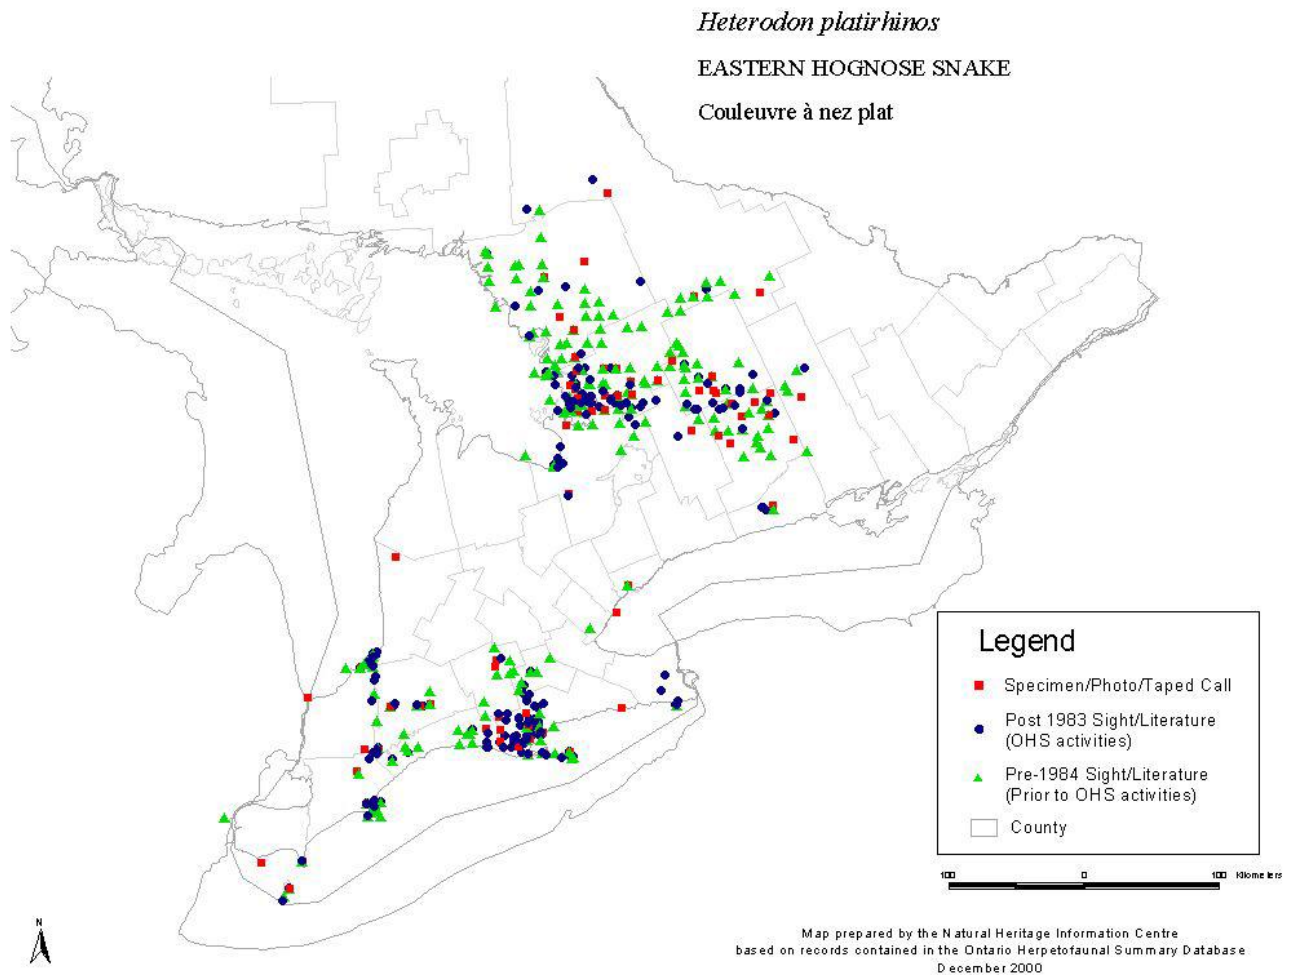 Heterodon platirhinos
EASTERN HOGNOSE SNAKE
Couleuvre à nez plat
Legend
Specimen/Photo/Taped Call
Post 1983 Sight/Literature
(OHS activities)
Pre-1984 Sight/Literature
(Prior to OHS activities)
County
100 0 100 Kilometers
N
Map prepared by the Natural Heritage Information Centre
based on records contained in the Ontario Herpetofaunal Summary Database
December 2000